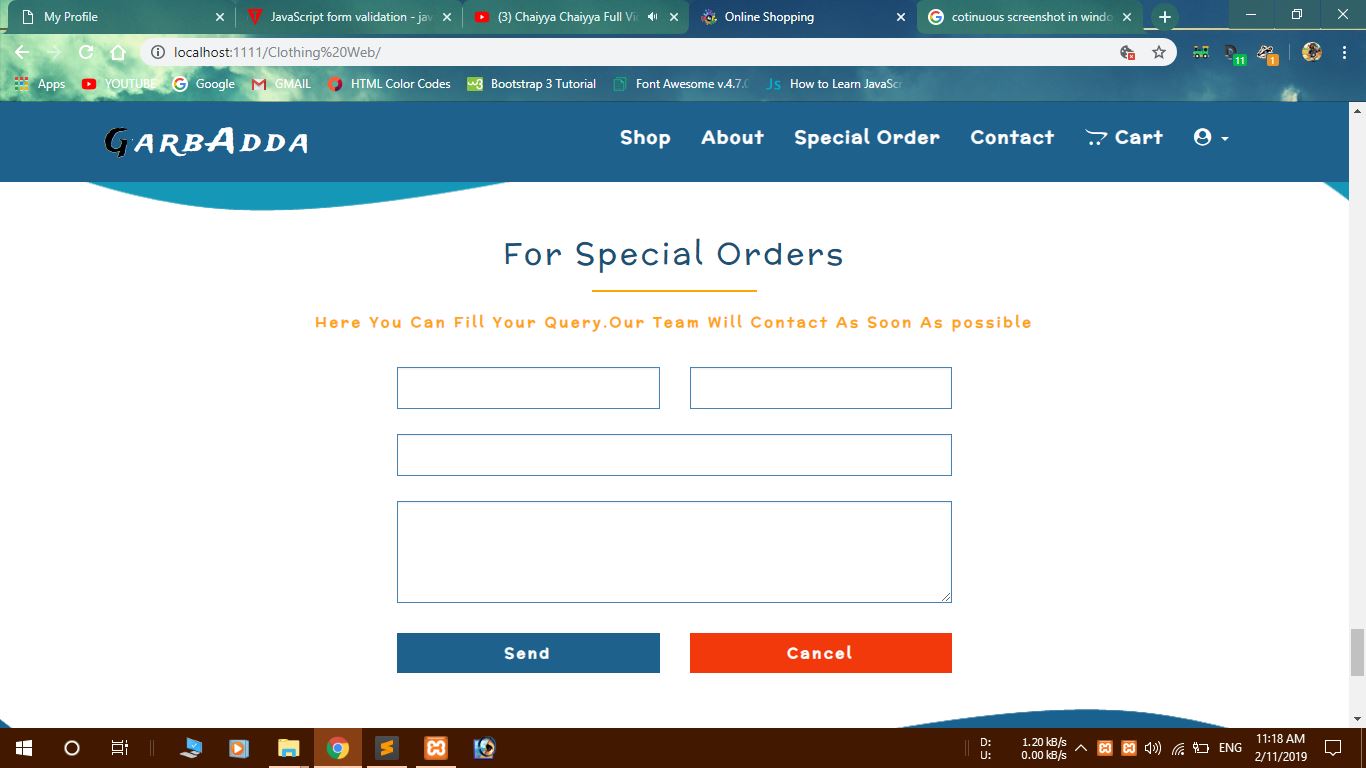 My Profile
JavaScript form validation - jav
(3) Chaiyya Chaiyya Full Vid
Online Shopping
cotinuous screenshot in windo
localhost:1111/Clothing%20Web/
11
1
Apps
YOUTUBE
Google
GMAIL
HTML Color Codes
Bootstrap 3 Tutorial
Font Awesome v.4.7.0
Js
How to Learn JavaScr
GarbAdda
Shop
About
Special Order
Contact
Cart
For Special Orders
Here You Can Fill Your Query.Our Team Will Contact As Soon As possible
Send
Cancel
D: 1.20 kB/s
U: 0.00 kB/s
ENG
11:18 AM
2/11/2019